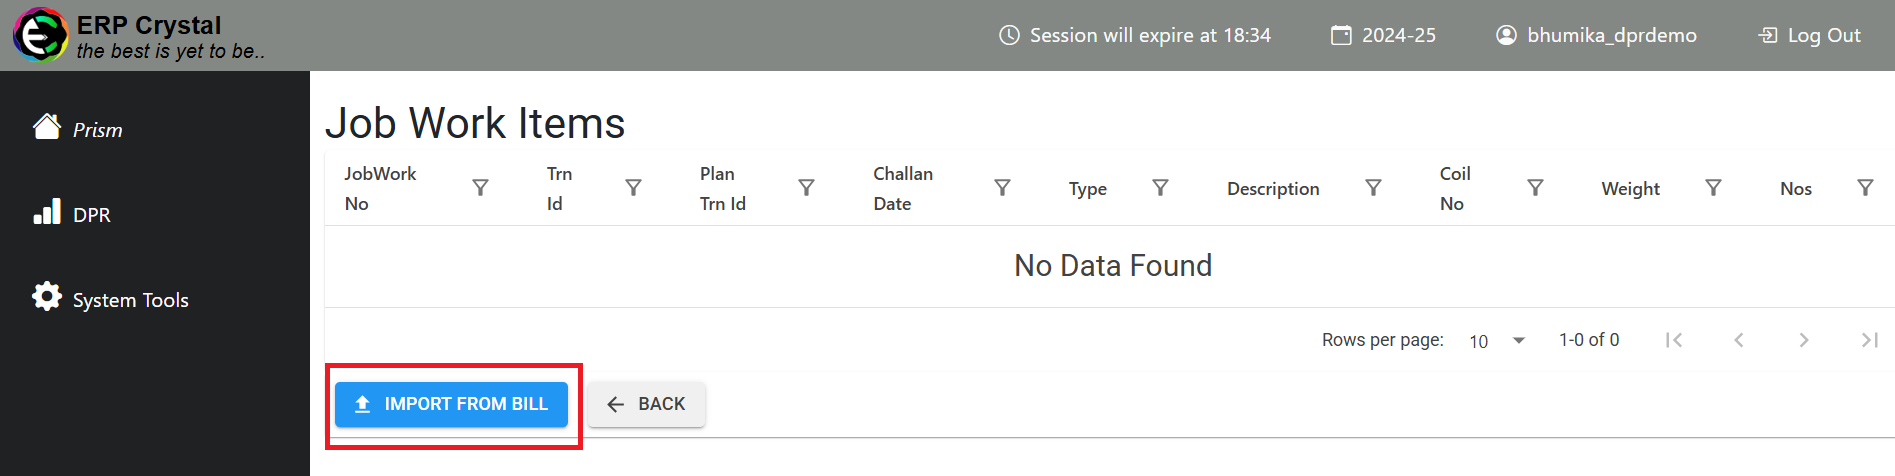 ERP Crystal
the best is yet to be..
Session will expire at 18:34
2024-25
bhumika_dprdemo
Log Out
Prism
DPR
System Tools
Job Work Items
JobWork No
Trn Id
Plan Trn Id
Challan Date
Type
Description
Coil No
Weight
Nos
No Data Found
Rows per page: 10 1-0 of 0
IMPORT FROM BILL
BACK